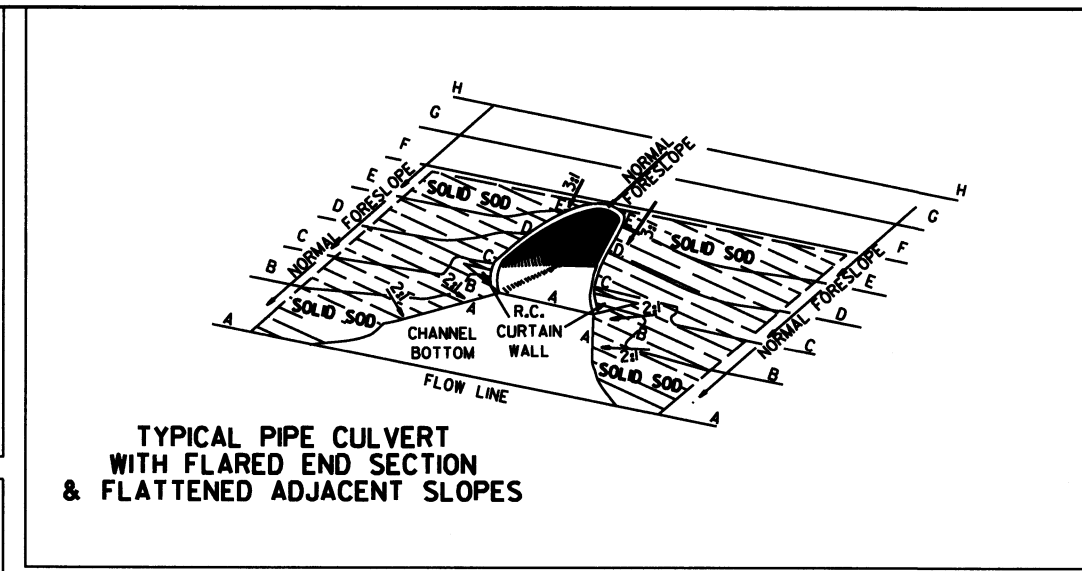 H
G
F
E
D
C
B
A
NORMAL FORESLOPE
SOLID SOD
SOLID SOD
NORMAL
FORESLOPE
3:1
E
D
C
B
A
2:1
2:1
A
E
3:1
D
C
2:1
A
B
2:1
SOLID SOD
SOLID SOD
NORMAL FORESLOPE
H
G
F
E
D
C
B
A
R.C.
CURTAIN
WALL
CHANNEL
BOTTOM
FLOW LINE
TYPICAL PIPE CULVERT
WITH FLARED END SECTION
& FLATTENED ADJACENT SLOPES